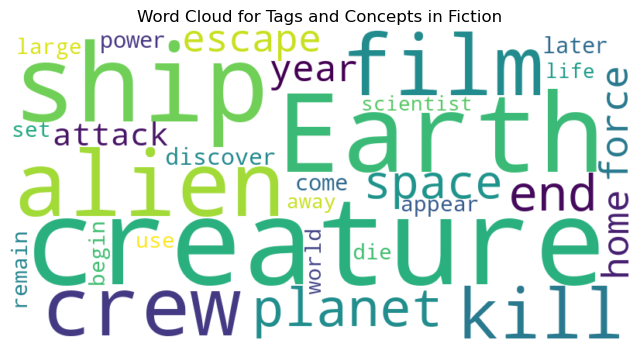 Word Cloud for Tags and Concepts in Fiction
large power escape film later
ship year life
scientist
set attack Earth force
discover
alien come space end
away appear home
creature
remain begin use world die
crew planet kill